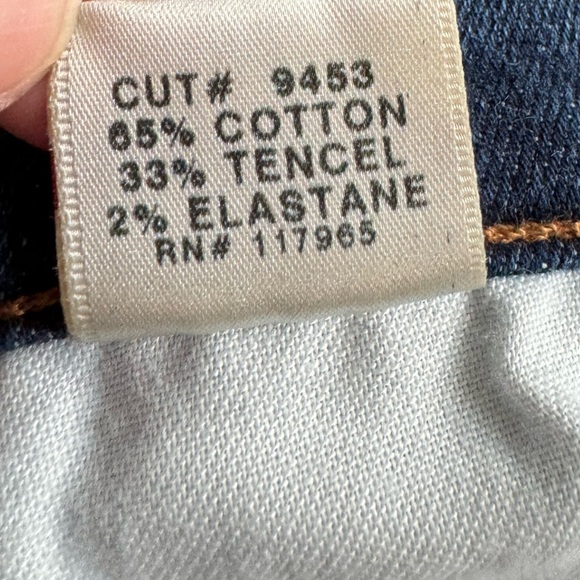 CUT# 9453
65% COTTON
33% TENCEL
2% ELASTANE
RN# 117965